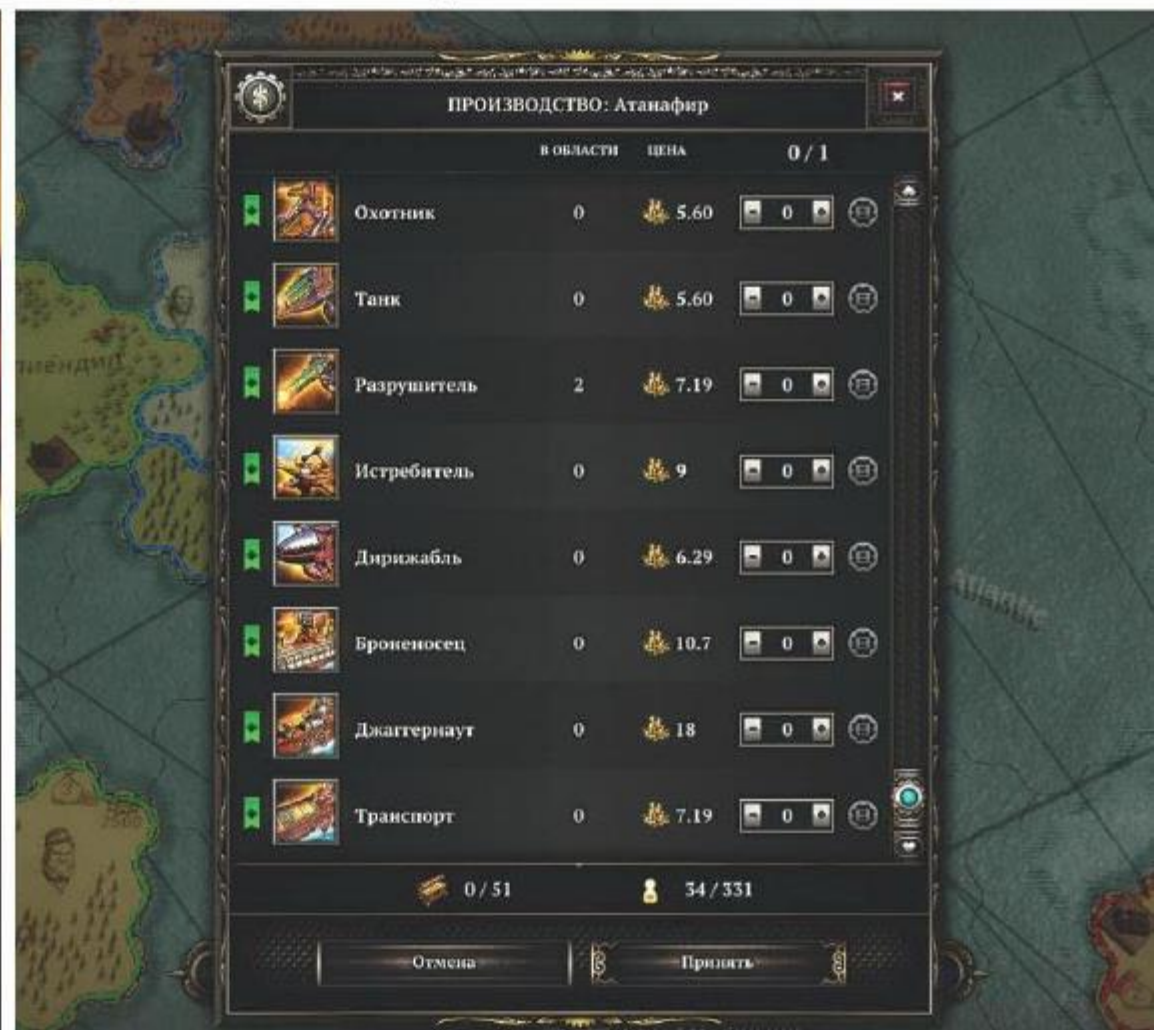 ПРОИЗВОДСТВО: Атанафир
В ОБЛАСТИ ЦЕНА 0 / 1
Охотник 0 5.60 0
Танк 0 5.60 0
Разрушитель 2 7.19 0
Истребитель 0 9 0
Дирижабль 0 6.29 0
Броненосец 0 10.7 0
Джаггернаут 0 18 0
Atlantic
Транспорт 0 7.19 0
0 / 51 34 / 331
Отмена Принять